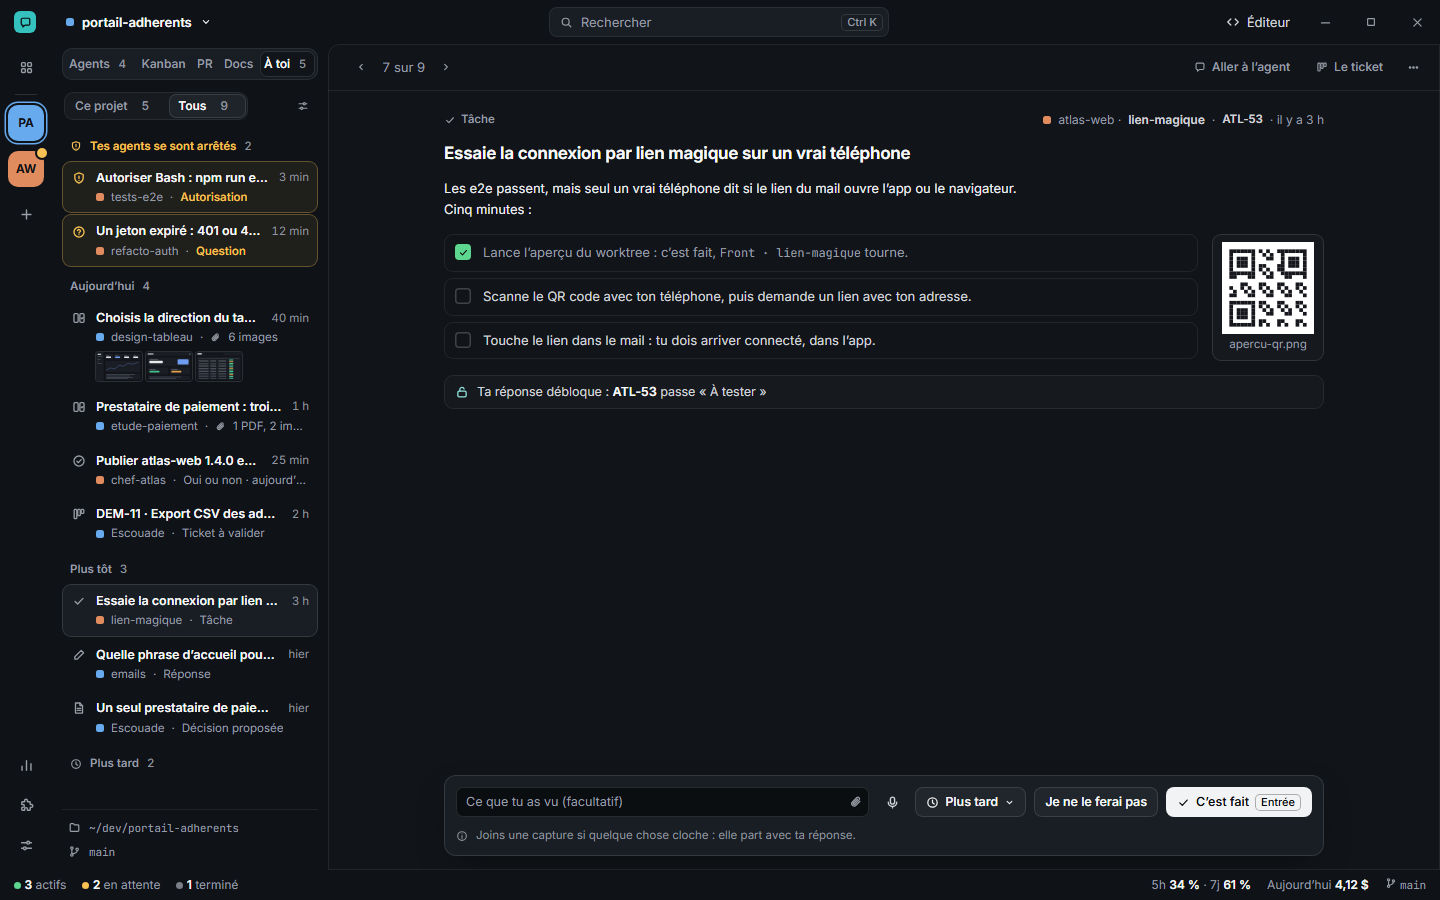 portail-adherents
Rechercher
Ctrl K
Éditeur
PA
AW
Agents 4 Kanban PR Docs À toi 5
Ce projet 5 Tous 9
Tes agents se sont arrêtés 2
Autoriser Bash : npm run e... 3 min
tests-e2e · Autorisation
Un jeton expiré : 401 ou 4... 12 min
refacto-auth · Question
Aujourd’hui 4
Choisis la direction du ta... 40 min
design-tableau · 6 images
Prestataire de paiement : troi... 1 h
etude-paiement · 1 PDF, 2 im...
Publier atlas-web 1.4.0 e... 25 min
chef-atlas · Oui ou non · aujourd’...
DEM-11 · Export CSV des ad... 2 h
Escouade · Ticket à valider
Plus tôt 3
Essaie la connexion par lien ... 3 h
lien-magique · Tâche
Quelle phrase d’accueil pou... hier
emails · Réponse
Un seul prestataire de paie... hier
Escouade · Décision proposée
Plus tard 2
~/dev/portail-adherents
main
7 sur 9
Aller à l’agent
Le ticket
Tâche
atlas-web · lien-magique · ATL-53 · il y a 3 h
Essaie la connexion par lien magique sur un vrai téléphone
Les e2e passent, mais seul un vrai téléphone dit si le lien du mail ouvre l’app ou le navigateur.
Cinq minutes :
Lance l’aperçu du worktree : c’est fait, Front · lien-magique tourne.
Scanne le QR code avec ton téléphone, puis demande un lien avec ton adresse.
Touche le lien dans le mail : tu dois arriver connecté, dans l’app.
apercu-qr.png
Ta réponse débloque : ATL-53 passe « À tester »
Ce que tu as vu (facultatif)
Plus tard
Je ne le ferai pas
C’est fait Entrée
Joins une capture si quelque chose cloche : elle part avec ta réponse.
3 actifs 2 en attente 1 terminé
5h 34 % · 7j 61 % Aujourd’hui 4,12 $ main